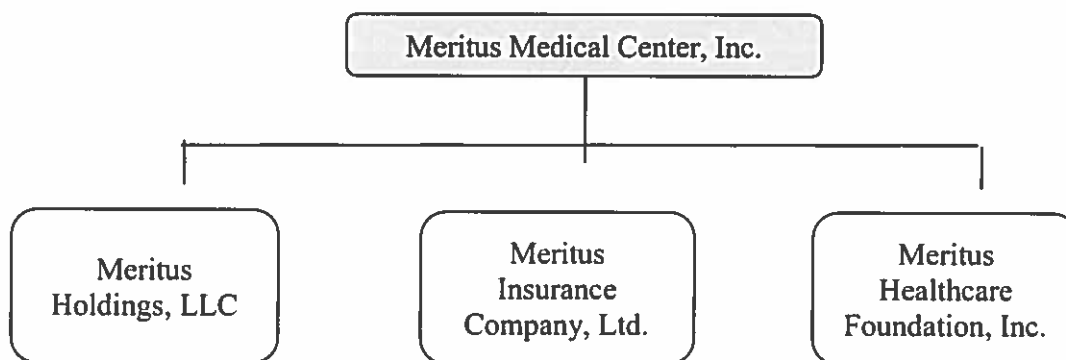 Meritus Medical Center, Inc.
Meritus
Holdings, LLC
Meritus
Insurance
Company, Ltd.
Meritus
Healthcare
Foundation, Inc.